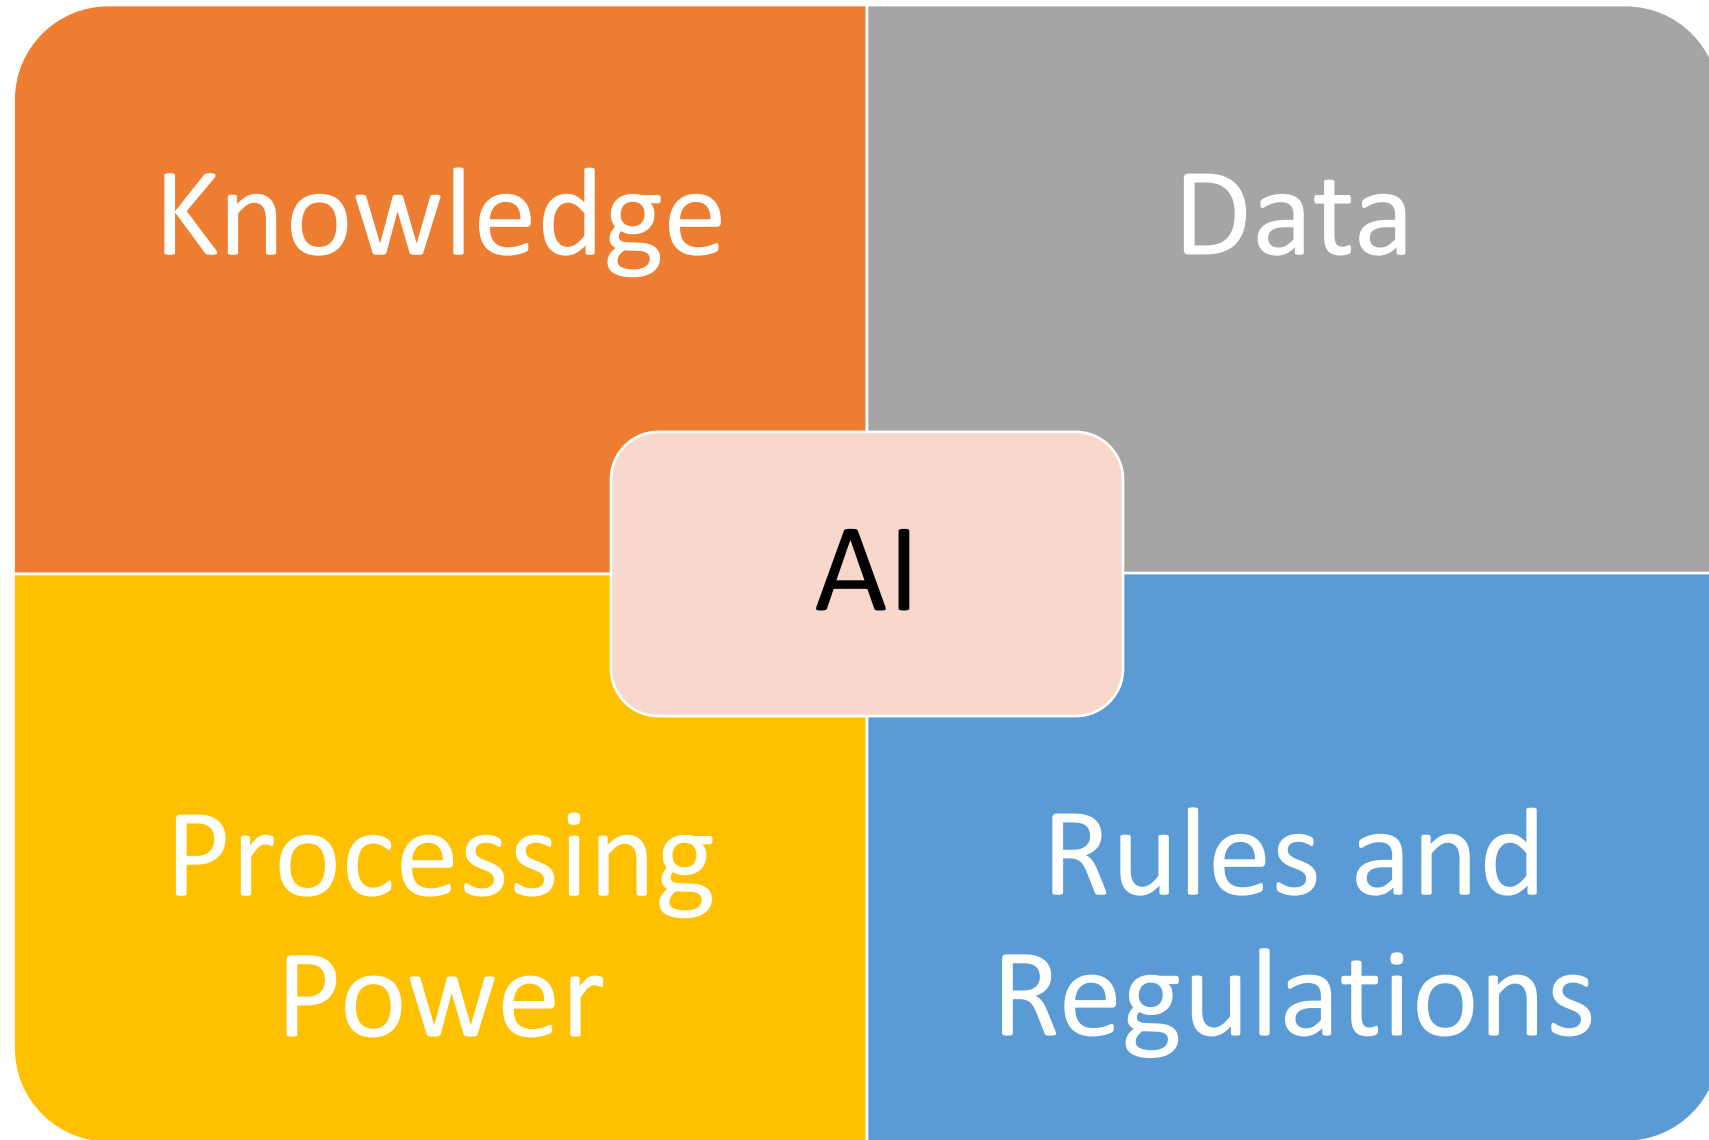 Knowledge
Data
AI
Processing
Power
Rules and
Regulations